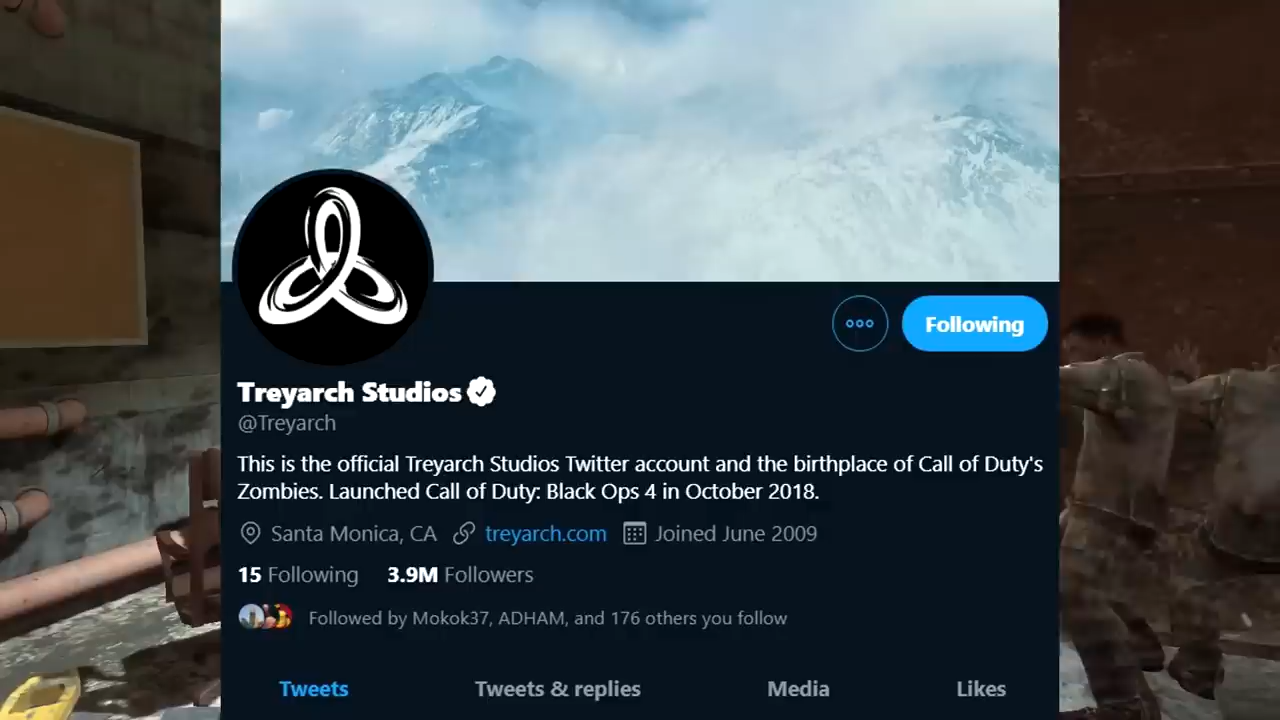 Following
Treyarch Studios
@Treyarch
This is the official Treyarch Studios Twitter account and the birthplace of Call of Duty's
Zombies. Launched Call of Duty: Black Ops 4 in October 2018.
Santa Monica, CA treyarch.com Joined June 2009
15 Following 3.9M Followers
Followed by Mokok37, ADHAM, and 176 others you follow
Tweets Tweets & replies Media Likes